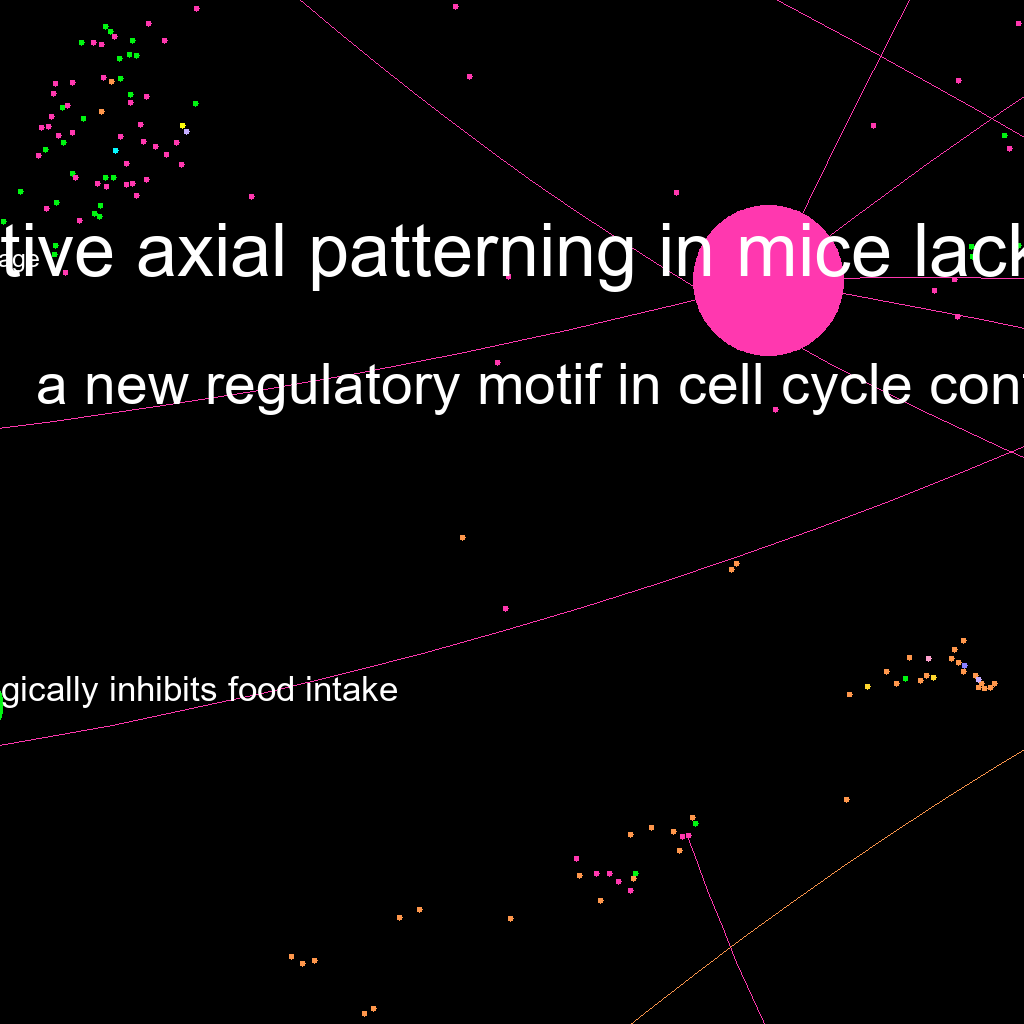 tive axial patterning in mice lack
age
a new regulatory motif in cell cycle con
gically inhibits food intake